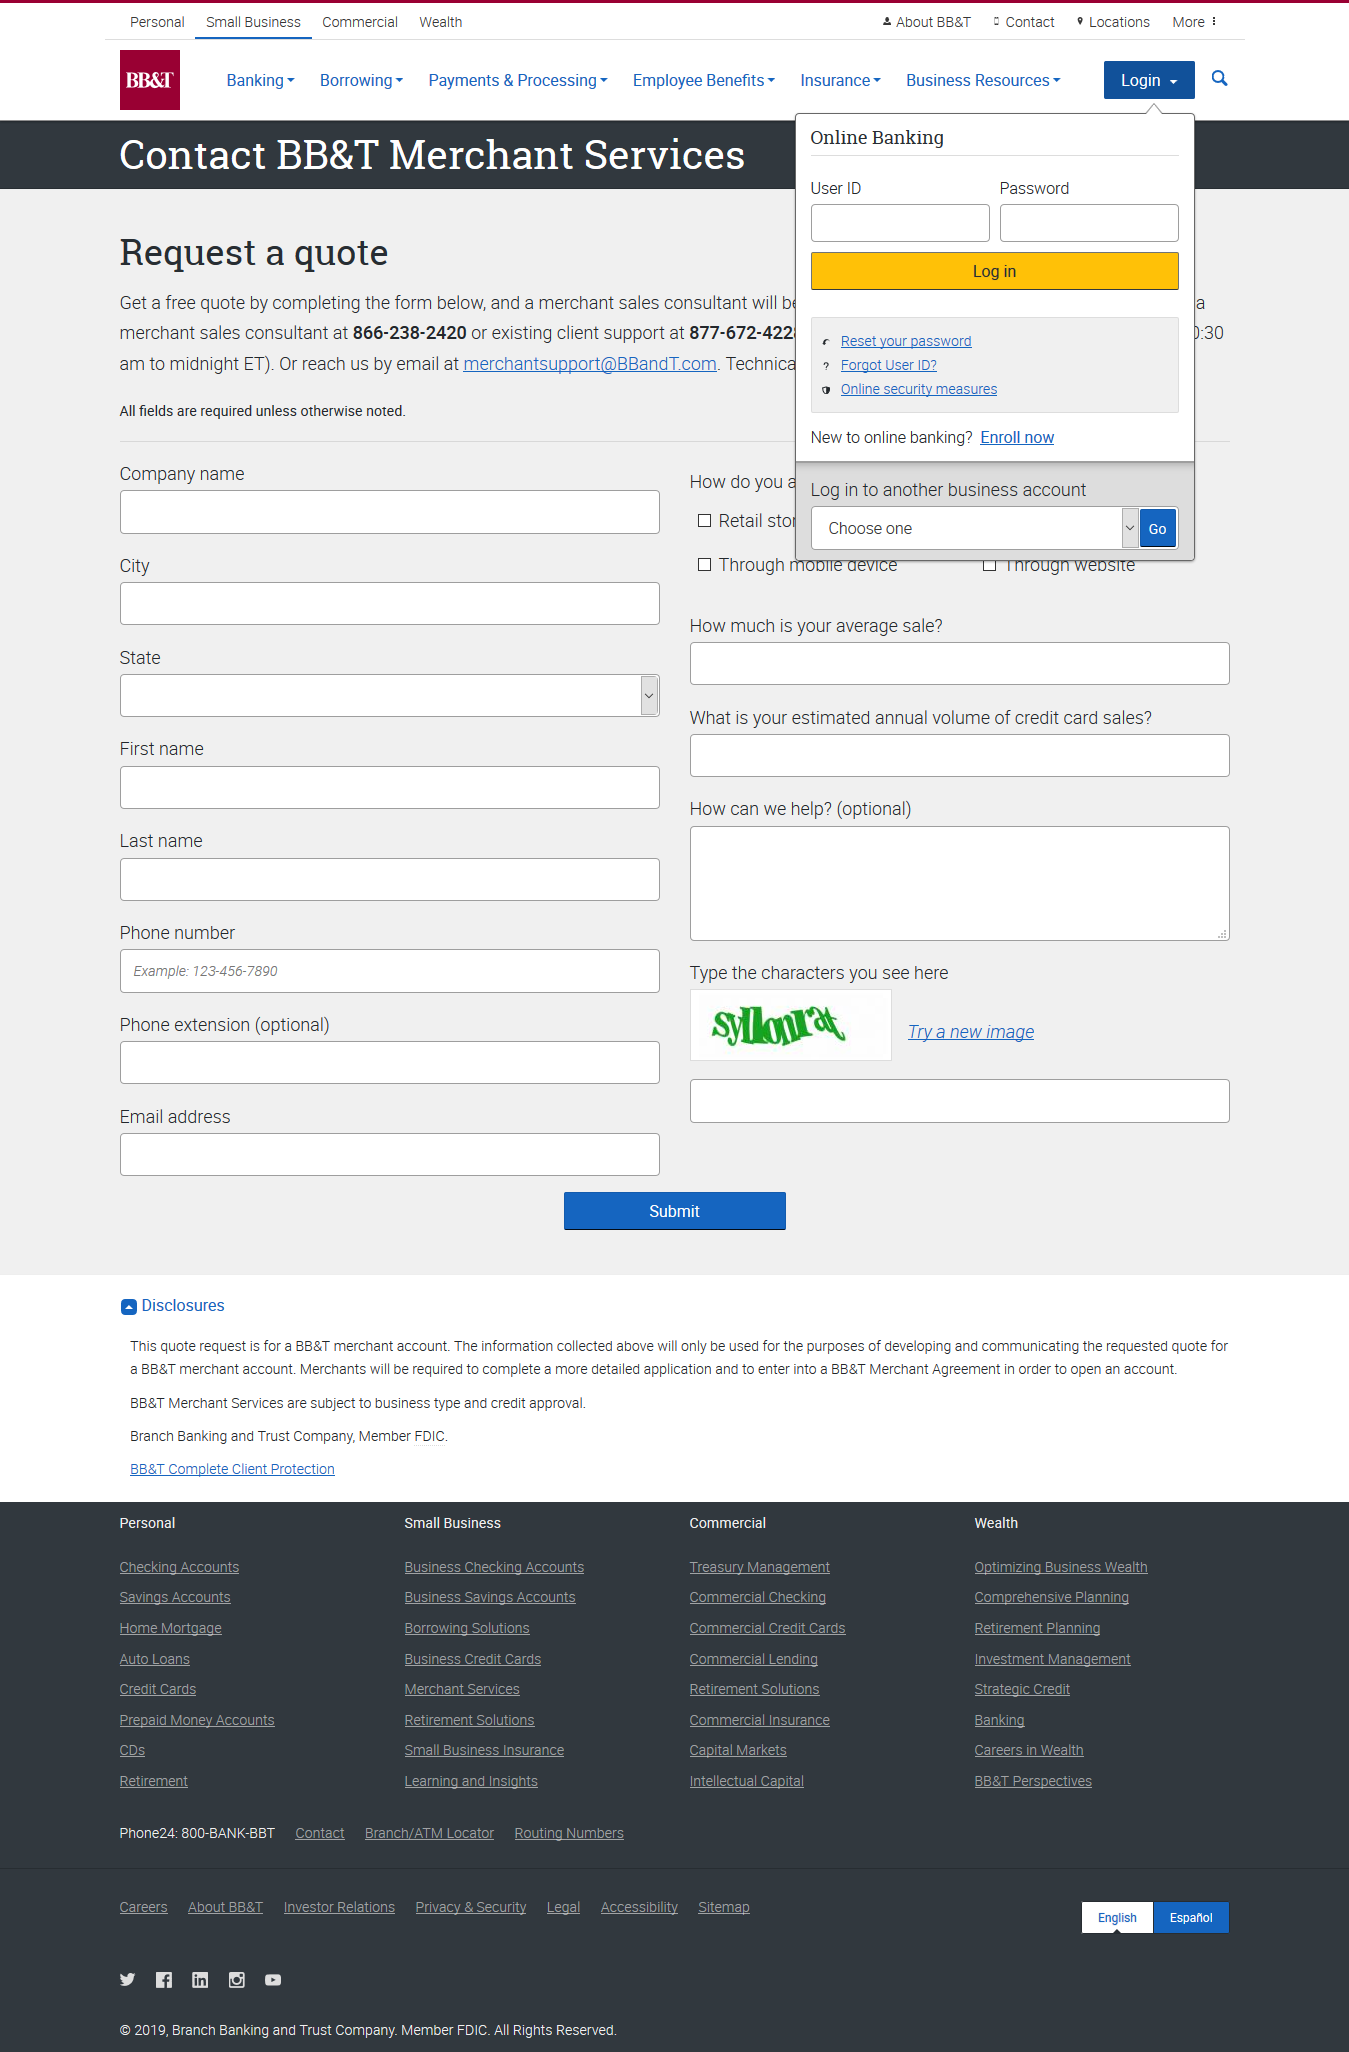 Personal Small Business Commercial Wealth About BB&T Contact Locations More
BB&T Banking Borrowing Payments & Processing Employee Benefits Insurance Business Resources Login
Contact BB&T Merchant Services
Online Banking
User ID Password
Log in
Reset your password
Forgot User ID?
Online security measures
New to online banking? Enroll now
Log in to another business account
Choose one Go
Request a quote
Get a free quote by completing the form below, and a merchant sales consultant will a
merchant sales consultant at 866-238-2420 or existing client support at 877-672-4228 :30
am to midnight ET). Or reach us by email at merchantsupport@BBandT.com.
All fields are required unless otherwise noted.
Company name
City
State
First name
Last name
Phone number
Example: 123-456-7890
Phone extension (optional)
Email address
How do you
Retail
Through mobile device Through website
How much is your average sale?
What is your estimated annual volume of credit card sales?
How can we help? (optional)
Type the characters you see here
syllonrat
Try a new image
Submit
Disclosures
This quote request is for a BB&T merchant account. The information collected above will only be used for the purposes of developing and communicating the requested quote for
a BB&T merchant account. Merchants will be required to complete a more detailed application and to enter into a BB&T Merchant Agreement in order to open an account.
BB&T Merchant Services are subject to business type and credit approval.
Branch Banking and Trust Company, Member FDIC.
BB&T Complete Client Protection
Personal Small Business Commercial Wealth
Checking Accounts Business Checking Accounts Treasury Management Optimizing Business Wealth
Savings Accounts Business Savings Accounts Commercial Checking Comprehensive Planning
Home Mortgage Borrowing Solutions Commercial Credit Cards Retirement Planning
Auto Loans Business Credit Cards Commercial Lending Investment Management
Credit Cards Merchant Services Retirement Solutions Strategic Credit
Prepaid Money Accounts Retirement Solutions Commercial Insurance Banking
CDs Small Business Insurance Capital Markets Careers in Wealth
Retirement Learning and Insights Intellectual Capital BB&T Perspectives
Phone24: 800-BANK-BBT Contact Branch/ATM Locator Routing Numbers
Careers About BB&T Investor Relations Privacy & Security Legal Accessibility Sitemap
English Español
© 2019, Branch Banking and Trust Company. Member FDIC. All Rights Reserved.